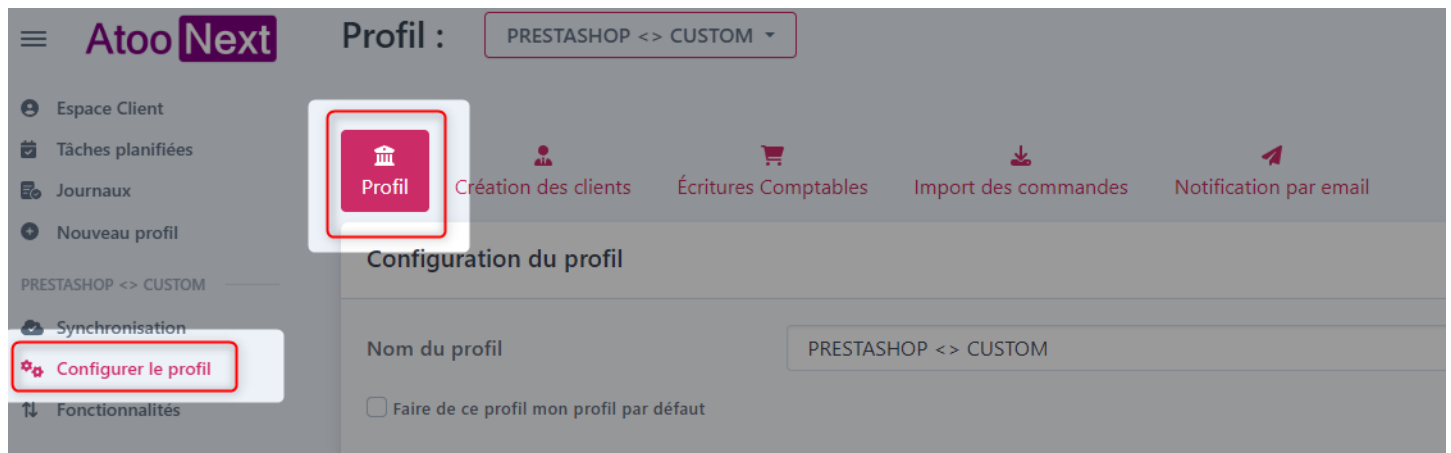 Atoo Next
Profil :
PRESTASHOP <> CUSTOM
Espace Client
Tâches planifiées
Journaux
Nouveau profil
PRESTASHOP <> CUSTOM
Synchronisation
Configurer le profil
Fonctionnalités
Profil
Création des clients
Écritures Comptables
Import des commandes
Notification par email
Configuration du profil
Nom du profil
PRESTASHOP <> CUSTOM
Faire de ce profil mon profil par défaut